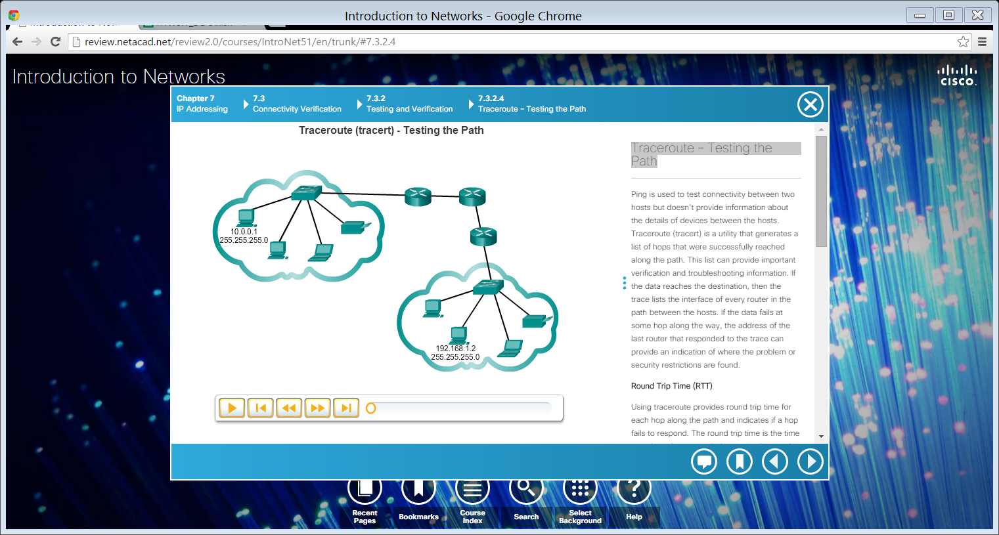 Introduction to Networks - Google Chrome
review.netacad.net/review2.0/courses/IntroNet51/en/trunk/#7.3.2.4
Introduction to Networks
CISCO
Chapter 7
IP Addressing
7.3
Connectivity Verification
7.3.2
Testing and Verification
7.3.2.4
Traceroute – Testing the Path
Traceroute (tracert) - Testing the Path
10.0.0.1
255.255.255.0
192.168.1.2
255.255.255.0
Traceroute – Testing the
Path
Ping is used to test connectivity between two
hosts but doesn't provide information about
the details of devices between the hosts.
Traceroute (tracert) is a utility that generates a
list of hops that were successfully reached
along the path. This list can provide important
verification and troubleshooting information. If
the data reaches the destination, then the
trace lists the interface of every router in the
path between the hosts. If the data fails at
some hop along the way, the address of the
last router that responded to the trace can
provide an indication of where the problem or
security restrictions are found.
Round Trip Time (RTT)
Using traceroute provides round trip time for
each hop along the path and indicates if a hop
fails to respond. The round trip time is the time
Recent
Pages
Bookmarks
Course
Index
Search
Select
Background
?
Help